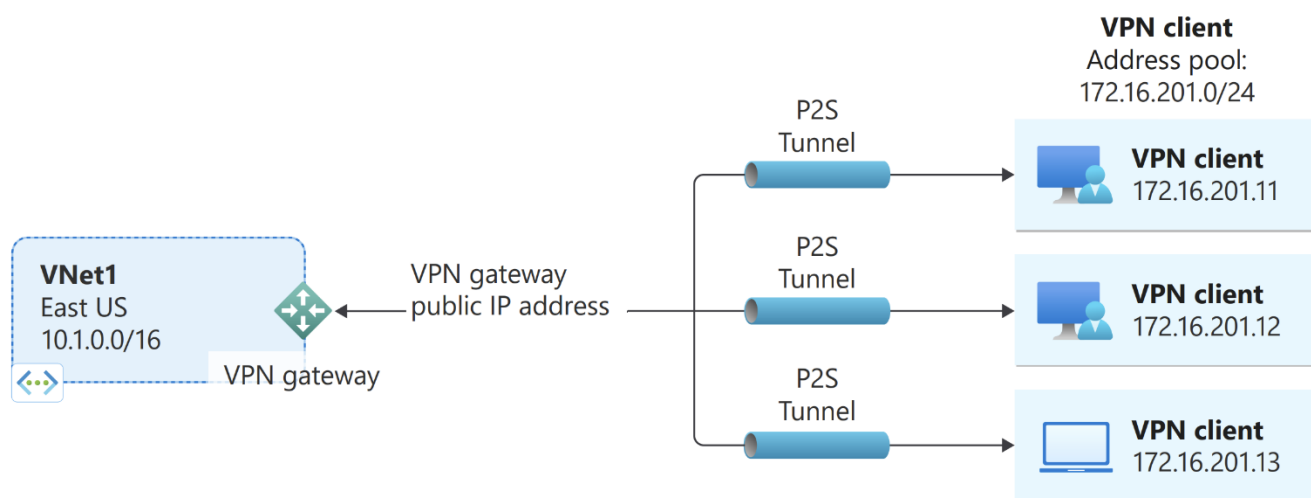 VPN client
Address pool:
172.16.201.0/24
P2S
Tunnel
VPN client
172.16.201.11
VNet1
East US
10.1.0.0/16
VPN gateway
VPN gateway
public IP address
P2S
Tunnel
VPN client
172.16.201.12
P2S
Tunnel
VPN client
172.16.201.13